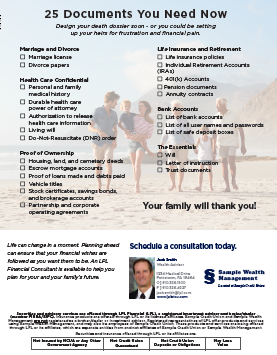 25 Documents You Need Now
Design your death dossier soon - or you could be setting
up your heirs for frustration and financial pain.
Marriage and Divorce
Marriage license
Divorce papers
Health Care Confidential
Personal and family
medical history
Durable health care
power of attorney
Authorization to release
health care information
Living will
Do-Not-Resuscitate (DNR) order
Proof of Ownership
Housing, land, and cemetery deeds
Escrow mortgage accounts
Proof of loans made and debts paid
Vehicle titles
Stock certificates, savings bonds,
and brokerage accounts
Partnership and corporate
operating agreements
Life Insurance and Retirement
Life insurance policies
Individual Retirement Accounts
(IRAs)
401(k) Accounts
Pension documents
Annuity contracts
Bank Accounts
List of bank accounts
List of all user names and passwords
List of safe deposit boxes
The Essentials
Will
Letter of instruction
Trust documents
Your family will thank you!
Life can change in a moment. Planning ahead
can ensure that your financial wishes are
followed as you want them to be. An LPL
Financial Consultant is available to help you
plan for your and your family's future.
Schedule a consultation today.
Jack Smith
Sample Wealth
Management
Located at Sample Credit Union
Not Insured by NCUA or Any Other
Government Agency
Not Credit Union
Guaranteed
Not Credit Union
Deposits or Obligations
May Lose
Value